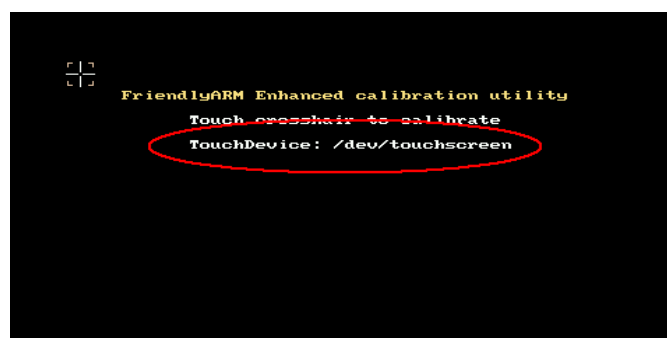 FriendlyARM Enhanced calibration utility
Touch crosshair to calibrate
TouchDevice: /dev/touchscreen